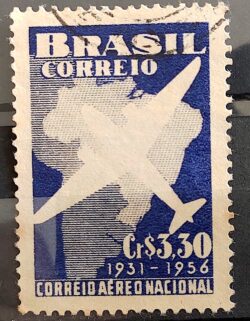 BRASIL
CORREIO
Cr$3,30
1931-1956
CORREIO AÉREO NACIONAL